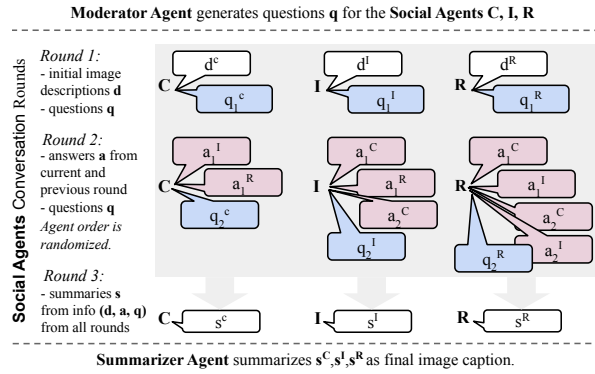 Moderator Agent generates questions q for the Social Agents C, I, R
Social Agents Conversation Rounds
Round 1:
- initial image
descriptions d
- questions q
C
d^c
q_1^c
I
d^I
q_1^I
R
d^R
q_1^R
Round 2:
- answers a from
current and
previous round
- questions q
Agent order is
randomized.
C
a_1^I
a_1^R
q_2^c
I
a_1^C
a_1^R
a_2^C
q_2^I
R
a_1^C
a_1^I
a_2^C
a_2^I
q_2^R
Round 3:
- summaries s
from info (d, a, q)
from all rounds
C
s^c
I
s^I
R
s^R
Summarizer Agent summarizes s^C,s^I,s^R as final image caption.